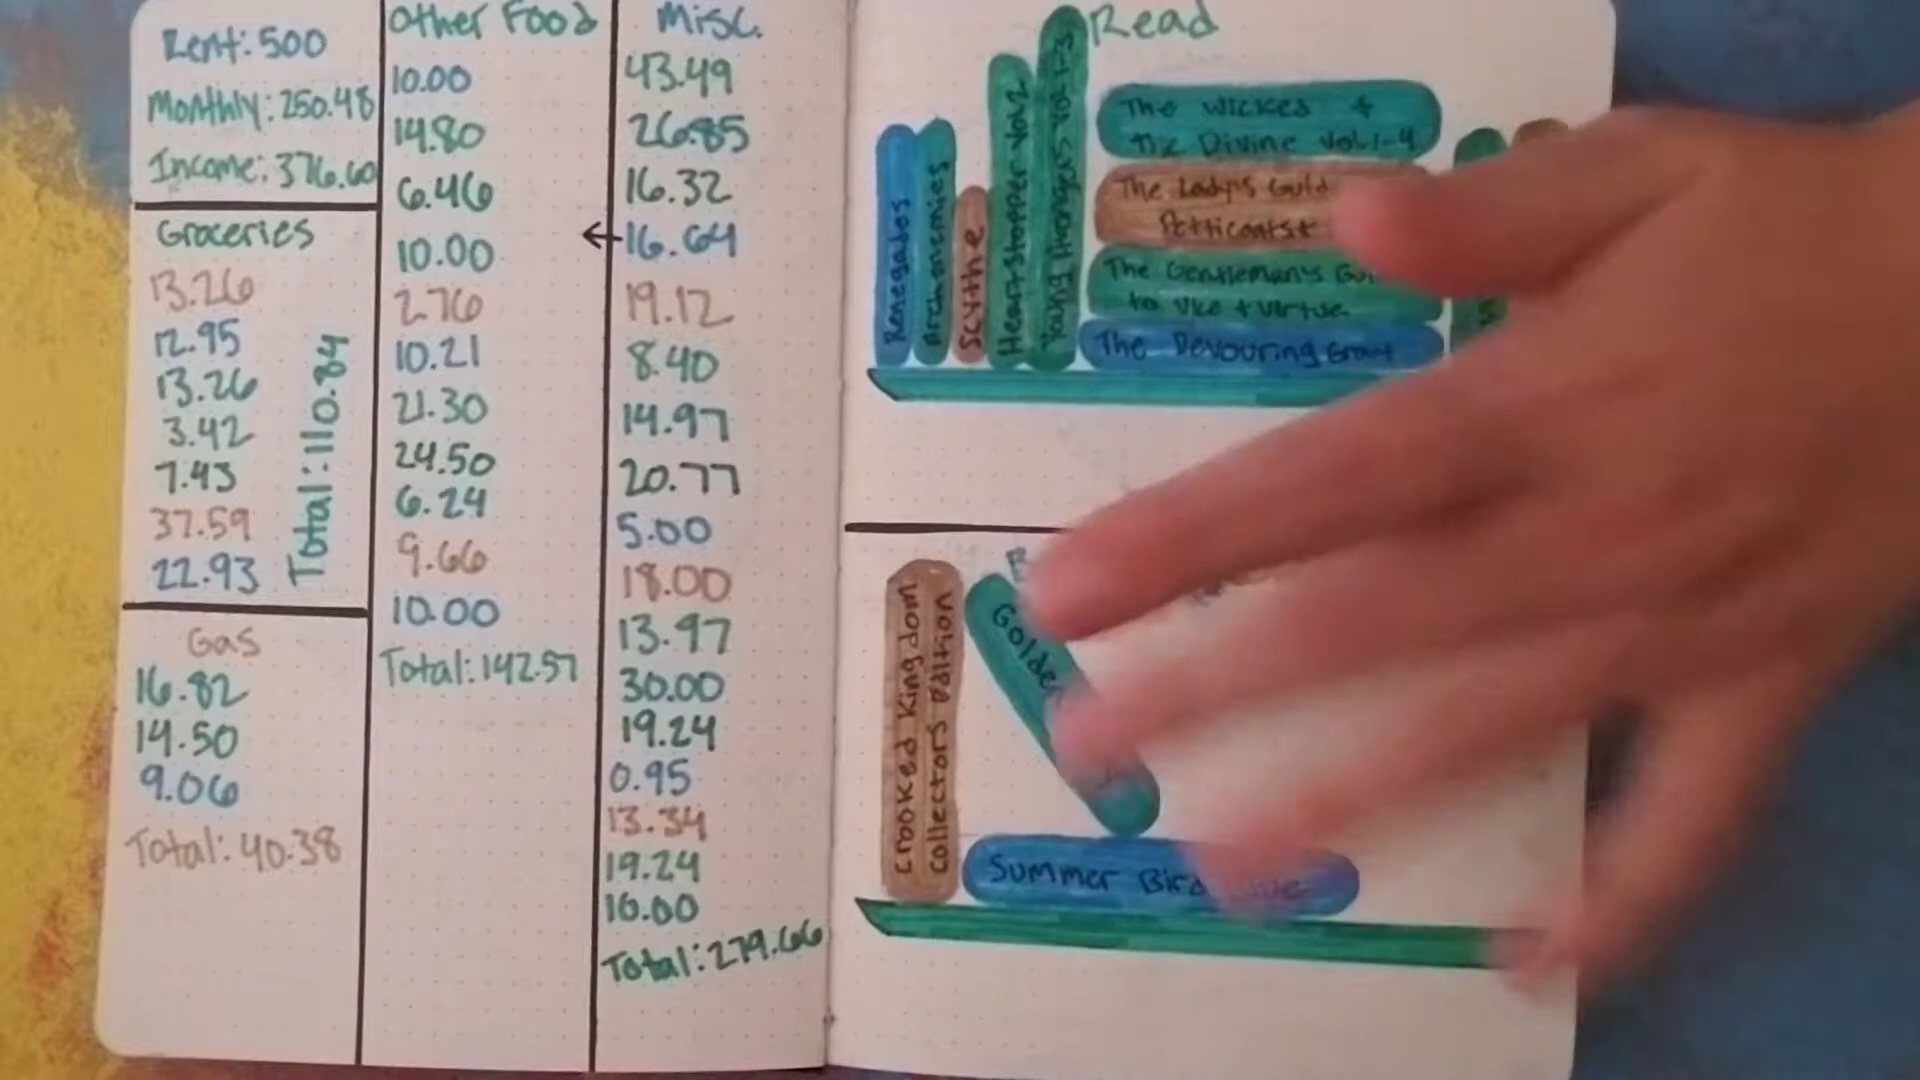 Rent: 500
Monthly: 250.48
Income: 376.60
Groceries
13.26
12.95
13.26
3.42
7.43
37.59
22.93
Total: 110.84
Gas
16.82
14.50
9.06
Total: 40.38
Other Food
10.00
14.80
6.46
10.00
2.76
10.21
21.30
24.50
6.24
9.66
10.00
Total: 142.57
Misc.
43.49
26.85
16.32
16.64
19.12
8.40
14.97
20.77
5.00
18.00
13.97
30.00
19.24
0.95
13.34
19.24
16.00
Total: 279.66
Read
Renegades
Archenemies
Scythe
Heartstopper Vol 2
Young Avengers Vol 1-3
The Wicked +
The Divine Vol.1-4
The Lady's Guid
Petticoats +
The Gentleman's Gui
to Vice + Virtue
The Devouring Gray
Crooked Kingdom
Collectors Edition
Golde
Summer Bird Blue